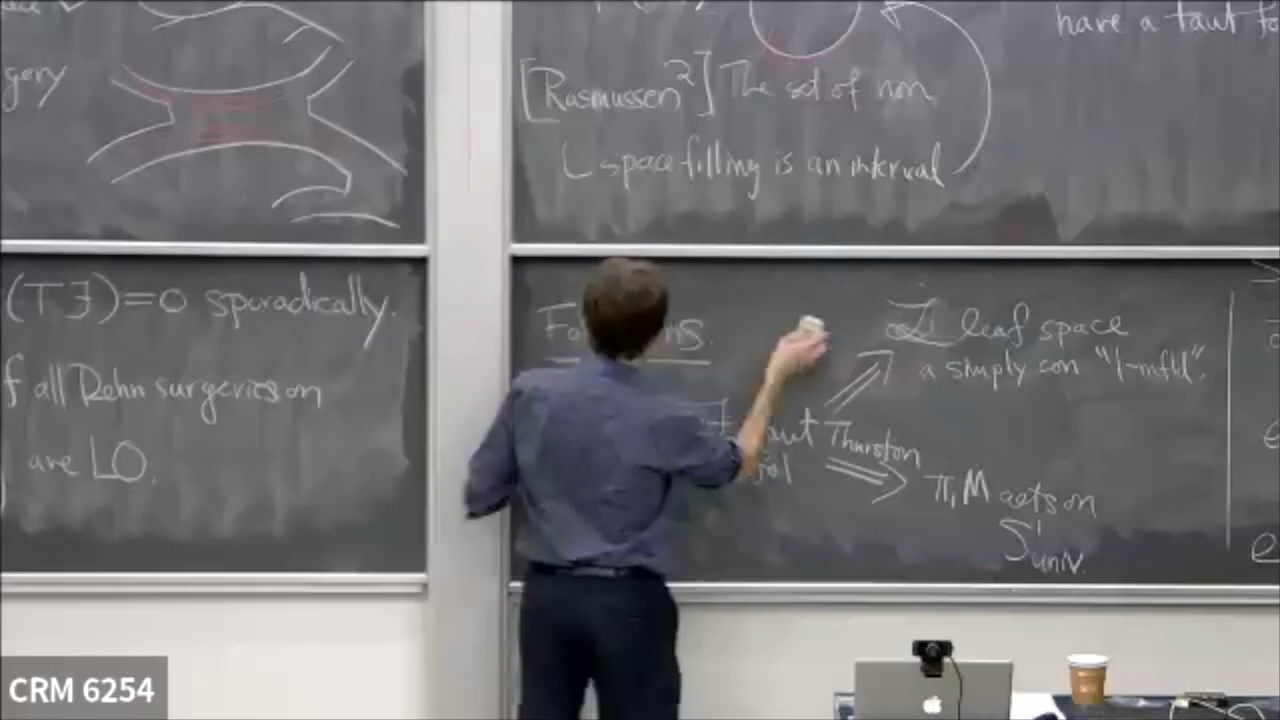 gery
(TF)=0 sporadically.
f all Dehn surgeries on
are LO.
have a taut fo
[Rasmussen²] The set of non
L-space filling is an interval
L leaf space
a simply con "1-mfld".
Thurston
π₁M acts on
S¹univ.
CRM 6254